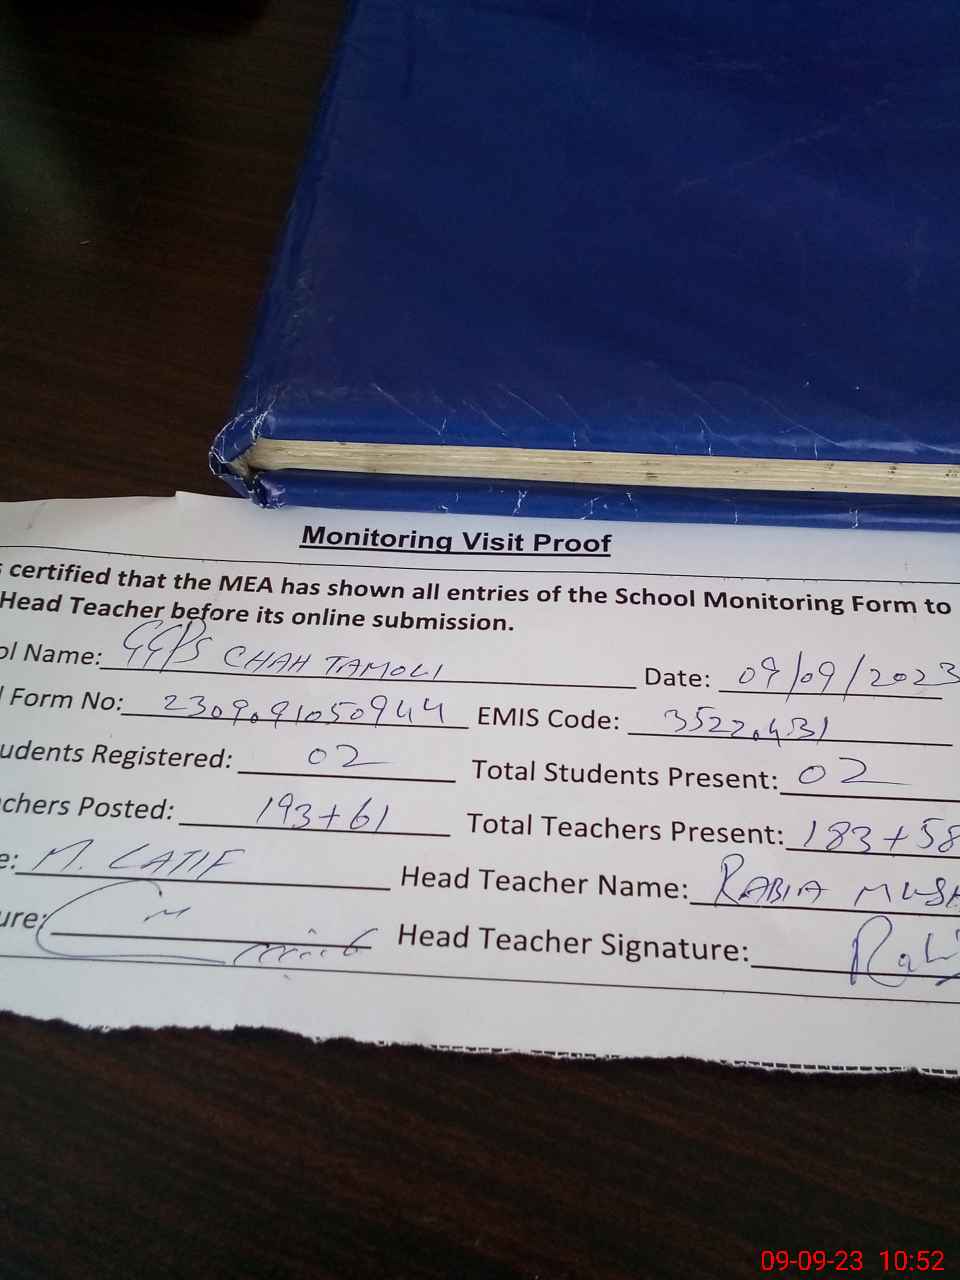 Monitoring Visit Proof
s certified that the MEA has shown all entries of the School Monitoring Form to
Head Teacher before its online submission.
ol Name: GGPS CHAH TAMOLI Date: 09/09/2023
l Form No: 2309091050944 EMIS Code: 35220431
udents Registered: 02 Total Students Present: 02
achers Posted: 193+61 Total Teachers Present: 183+58
e: M. LATIF Head Teacher Name: RABIA MUSH
ure: Head Teacher Signature:
09-09-23 10:52